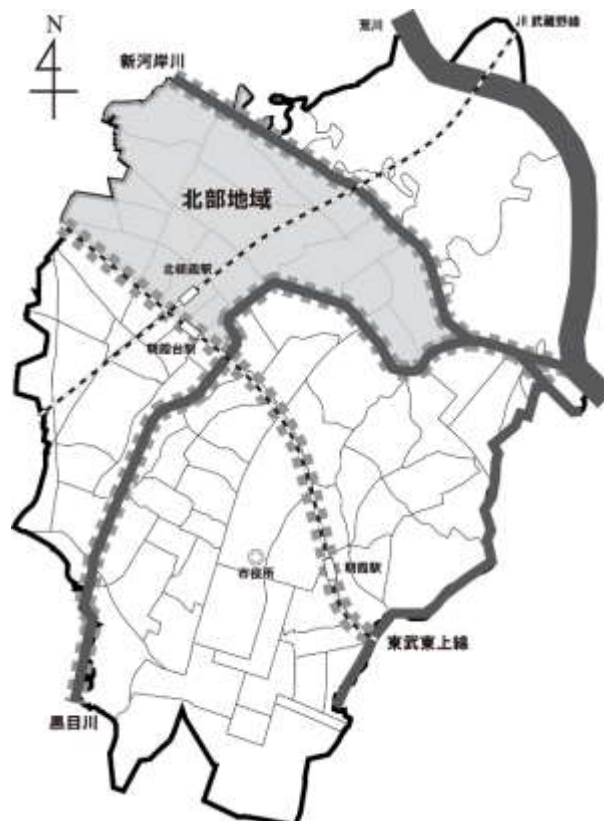 N
荒川
JR武蔵野線
新河岸川
北部地域
北朝霞駅
朝霞台駅
市役所
朝霞駅
東武東上線
黒目川